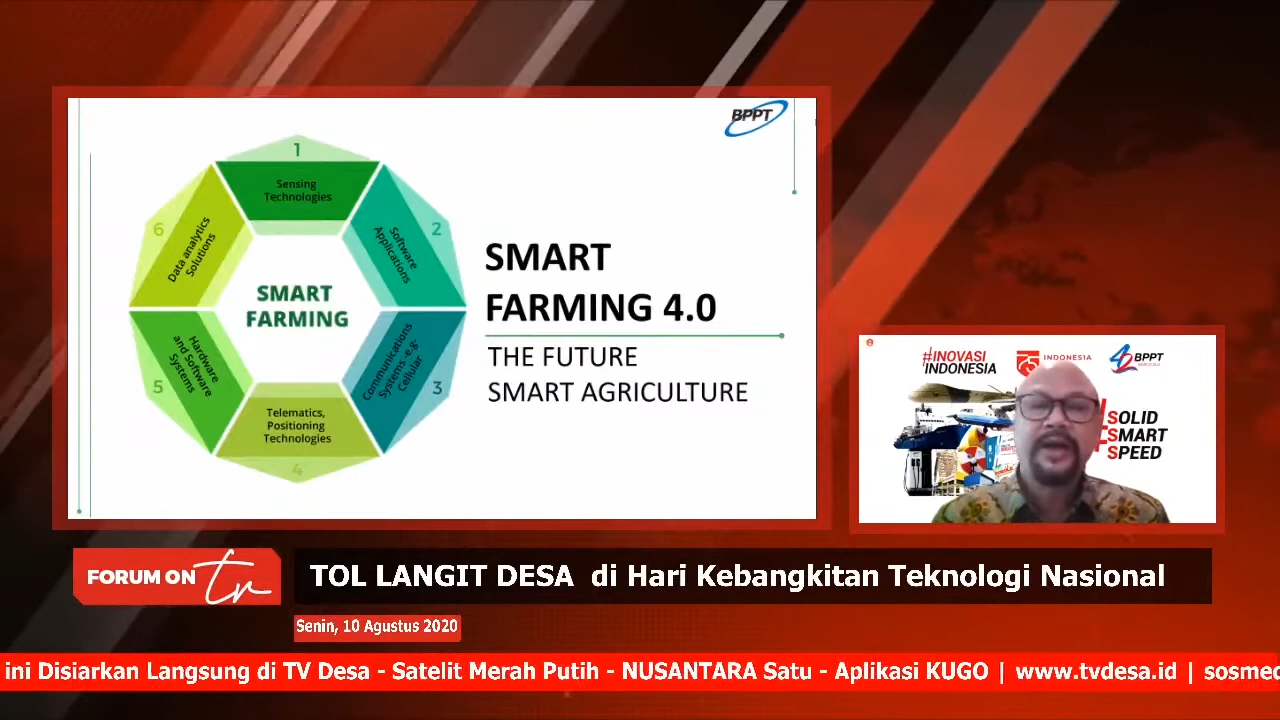 BPPT
1
Sensing
Technologies
2
Software
Applications
3
Communications
Systems -e.g-
Cellular
4
Telematics,
Positioning
Technologies
5
Hardware
and Software
Systems
6
Data analytics
Solutions
SMART
FARMING
SMART
FARMING 4.0
THE FUTURE
SMART AGRICULTURE
#INOVASI
INDONESIA
75 INDONESIA
42 BPPT
SOLID
SMART
SPEED
FORUM ON tr
TOL LANGIT DESA di Hari Kebangkitan Teknologi Nasional
Senin, 10 Agustus 2020
ini Disiarkan Langsung di TV Desa - Satelit Merah Putih - NUSANTARA Satu - Aplikasi KUGO | www.tvdesa.id | sosmed